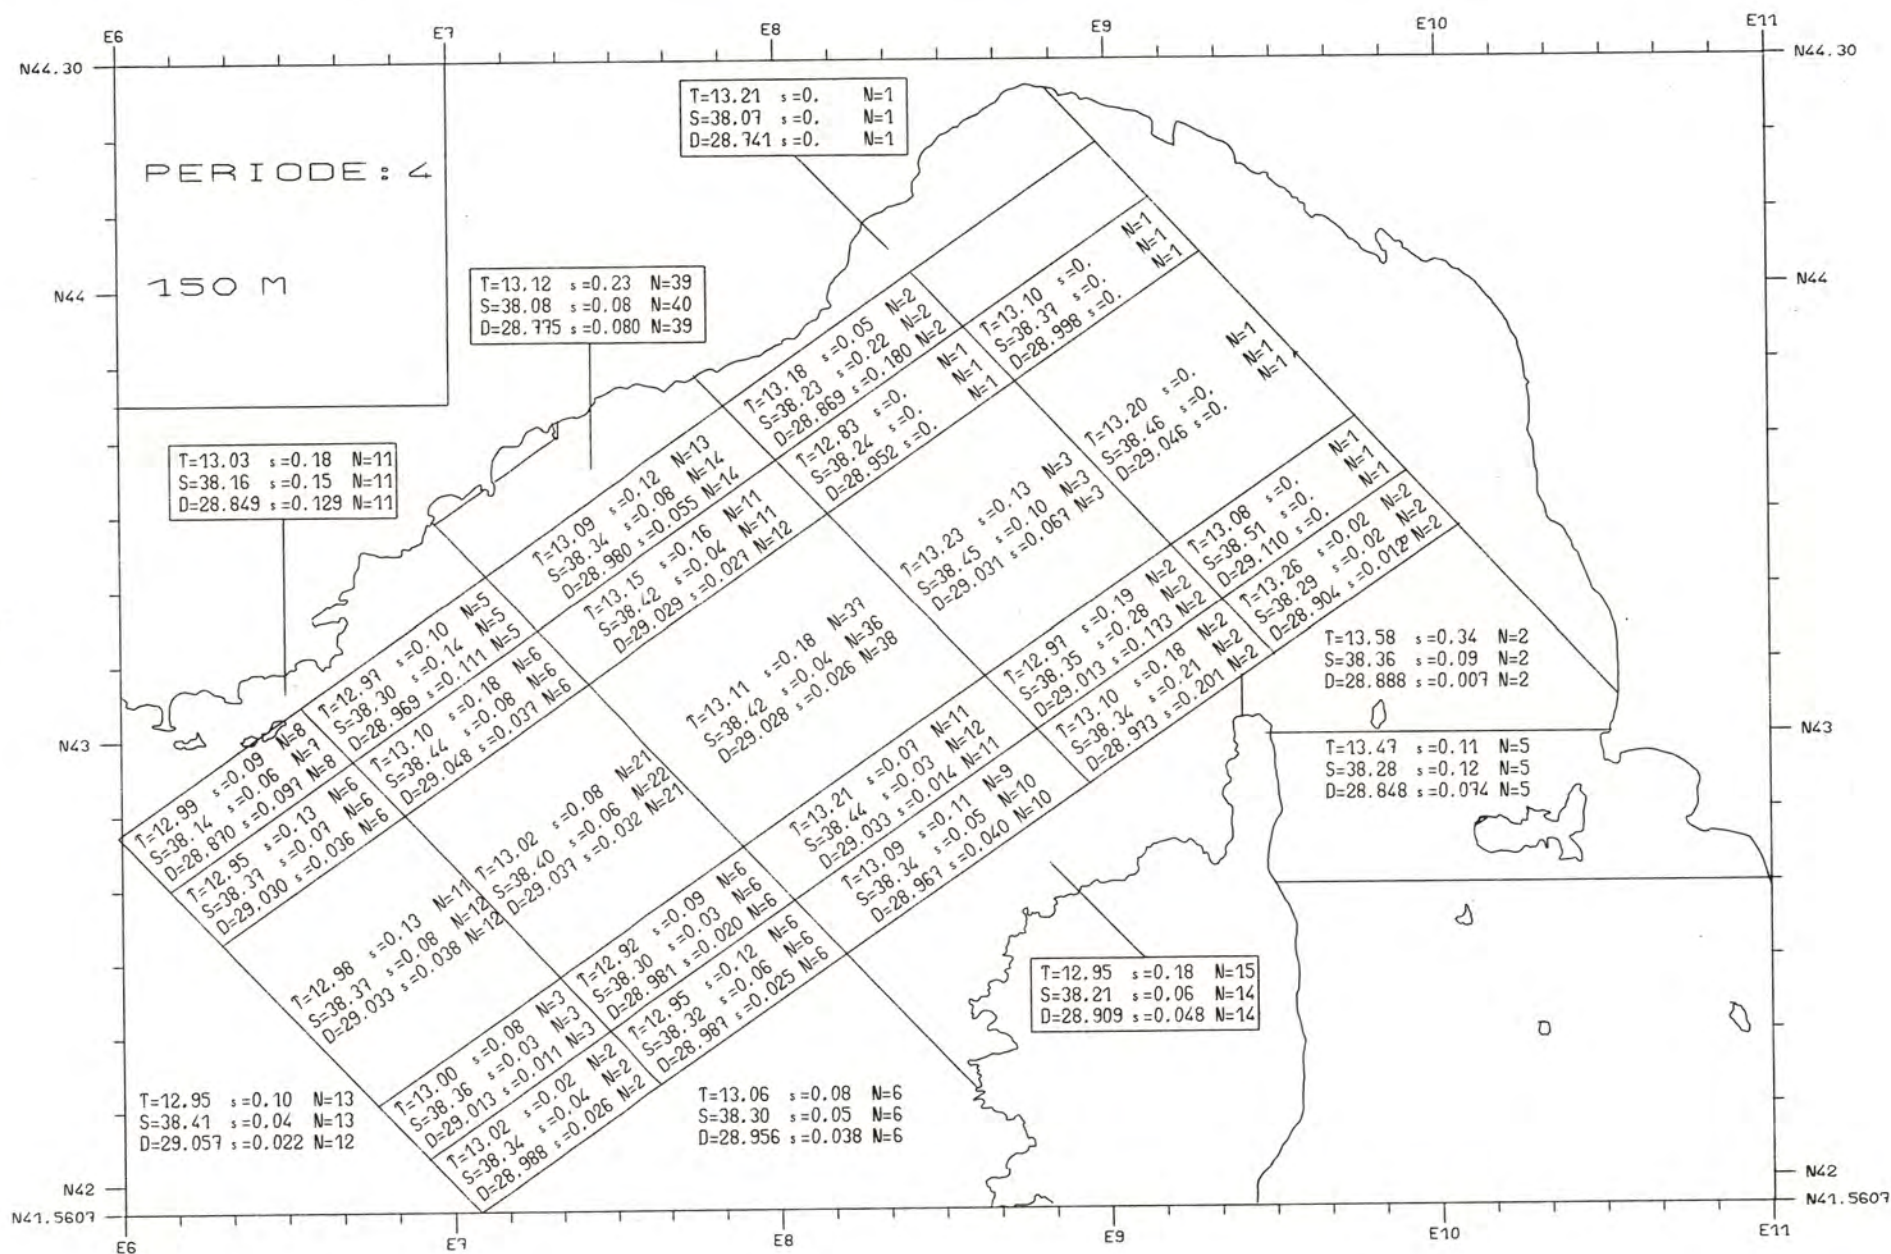 E6 E7 E8 E9 E10 E11
N44.30 N44.30
PERIODE: 4
150 M
T=13.21 s=0. N=1
S=38.07 s=0. N=1
D=28.741 s=0. N=1
N44 N44
T=13.12 s=0.23 N=39
S=38.08 s=0.08 N=40
D=28.775 s=0.080 N=39
T=13.03 s=0.18 N=11
S=38.16 s=0.15 N=11
D=28.849 s=0.129 N=11
T=13.10 s=0. N=1
S=38.37 s=0. N=1
D=28.998 s=0. N=1
T=13.18 s=0.05 N=2
S=38.23 s=0.22 N=2
D=28.869 s=0.180 N=2
T=12.83 s=0. N=1
S=38.24 s=0. N=1
D=28.952 s=0. N=1
T=13.20 s=0. N=1
S=38.46 s=0. N=1
D=29.046 s=0. N=1
T=13.09 s=0.12 N=13
S=38.34 s=0.08 N=14
D=28.980 s=0.055 N=14
T=13.15 s=0.16 N=11
S=38.42 s=0.04 N=11
D=29.029 s=0.027 N=12
T=13.23 s=0.13 N=3
S=38.45 s=0.10 N=3
D=29.031 s=0.067 N=3
T=13.08 s=0. N=1
S=38.51 s=0. N=1
D=29.110 s=0. N=1
T=13.26 s=0.02 N=2
S=38.29 s=0.02 N=2
D=28.904 s=0.012 N=2
T=12.97 s=0.10 N=5
S=38.30 s=0.14 N=5
D=28.969 s=0.111 N=5
T=13.10 s=0.18 N=6
S=38.44 s=0.08 N=6
D=29.048 s=0.037 N=6
T=13.11 s=0.18 N=37
S=38.42 s=0.04 N=36
D=29.028 s=0.026 N=38
T=12.97 s=0.19 N=2
S=38.35 s=0.28 N=2
D=29.013 s=0.173 N=2
T=13.10 s=0.18 N=2
S=38.34 s=0.21 N=2
D=28.973 s=0.201 N=2
T=13.58 s=0.34 N=2
S=38.36 s=0.09 N=2
D=28.888 s=0.007 N=2
N43 N43
T=13.47 s=0.11 N=5
S=38.28 s=0.12 N=5
D=28.848 s=0.074 N=5
T=12.99 s=0.09 N=8
S=38.14 s=0.06 N=7
D=28.870 s=0.097 N=8
T=12.95 s=0.13 N=6
S=38.37 s=0.07 N=6
D=29.030 s=0.036 N=6
T=13.02 s=0.08 N=21
S=38.40 s=0.06 N=22
D=29.037 s=0.032 N=21
T=13.21 s=0.07 N=11
S=38.44 s=0.03 N=12
D=29.033 s=0.014 N=11
T=13.09 s=0.11 N=9
S=38.34 s=0.05 N=10
D=28.967 s=0.040 N=10
T=12.98 s=0.13 N=11
S=38.37 s=0.08 N=12
D=29.033 s=0.038 N=12
T=12.92 s=0.09 N=6
S=38.30 s=0.03 N=6
D=28.981 s=0.020 N=6
T=12.95 s=0.12 N=6
S=38.32 s=0.06 N=6
D=28.987 s=0.025 N=6
T=12.95 s=0.18 N=15
S=38.21 s=0.06 N=14
D=28.909 s=0.048 N=14
T=13.00 s=0.08 N=3
S=38.36 s=0.03 N=3
D=29.013 s=0.011 N=3
T=13.02 s=0.02 N=2
S=38.34 s=0.04 N=2
D=28.988 s=0.026 N=2
T=12.95 s=0.10 N=13
S=38.41 s=0.04 N=13
D=29.057 s=0.022 N=12
T=13.06 s=0.08 N=6
S=38.30 s=0.05 N=6
D=28.956 s=0.038 N=6
N42 N42
N41.5607 N41.5607
E6 E7 E8 E9 E10 E11